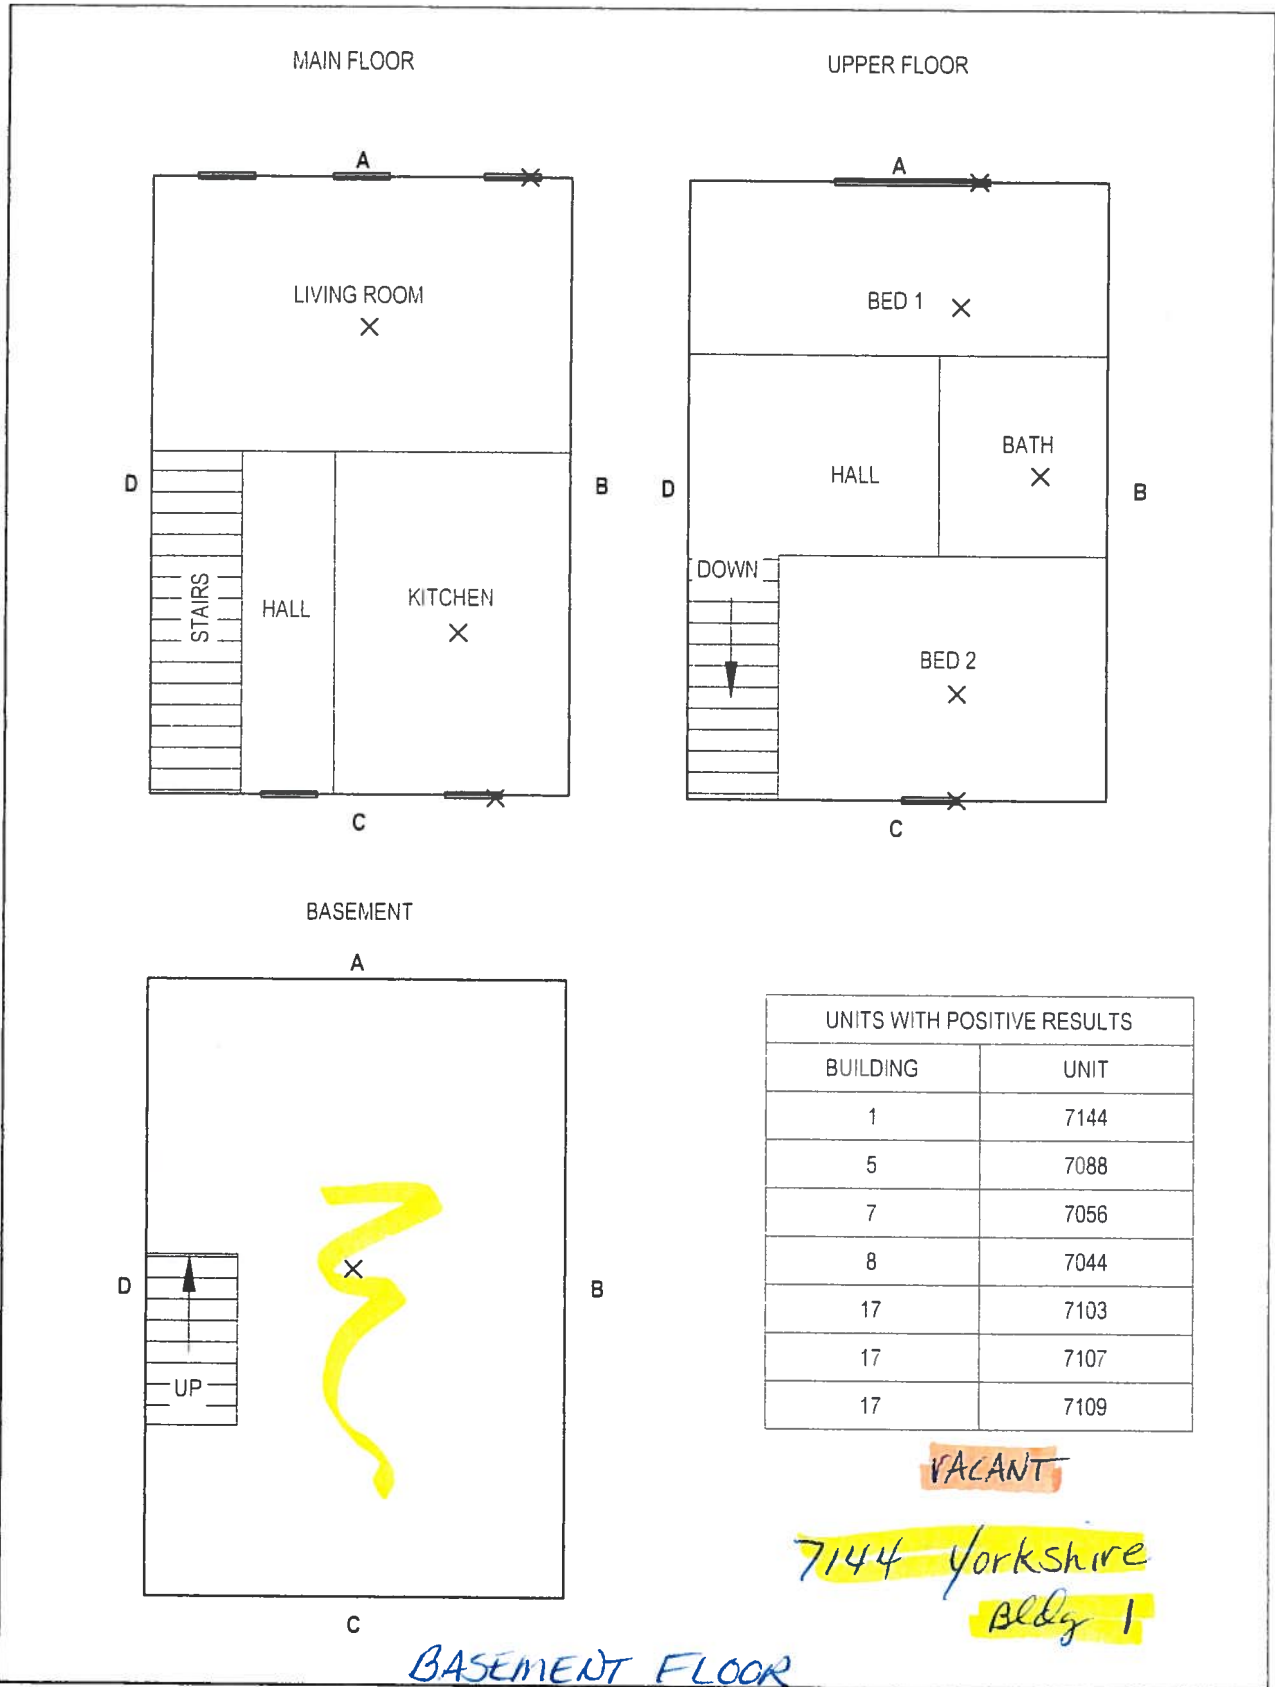 MAIN FLOOR
A
LIVING ROOM
D
B
STAIRS
HALL
KITCHEN
C
UPPER FLOOR
A
BED 1
HALL
BATH
D
B
DOWN
BED 2
C
BASEMENT
A
D
B
UP
C
BASEMENT FLOOR
UNITS WITH POSITIVE RESULTS
BUILDING UNIT
1 7144
5 7088
7 7056
8 7044
17 7103
17 7107
17 7109
VACANT
7144 Yorkshire
Bldg 1